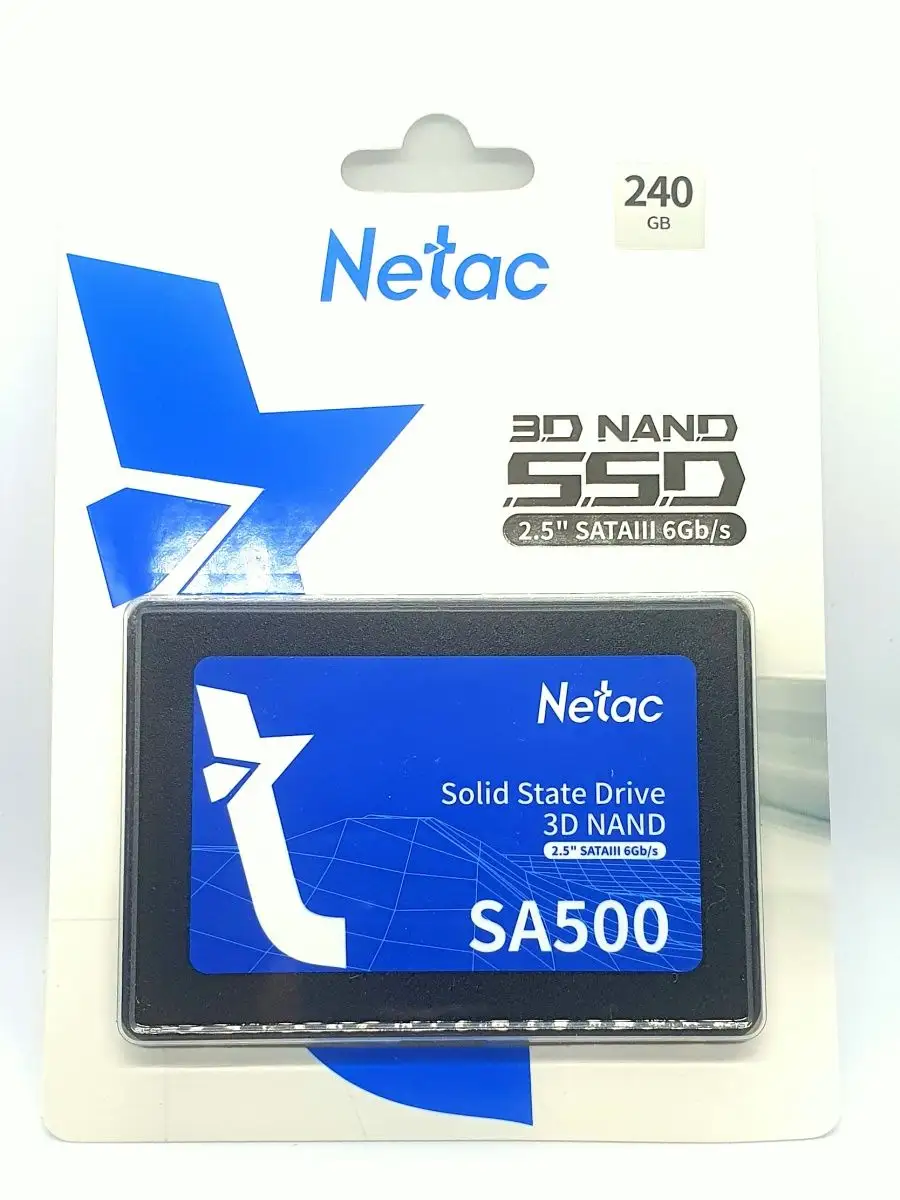 240
GB
Netac
3D NAND
SSD
2.5" SATAIII 6Gb/s
Netac
Solid State Drive
3D NAND
2.5" SATAIII 6Gb/s
SA500